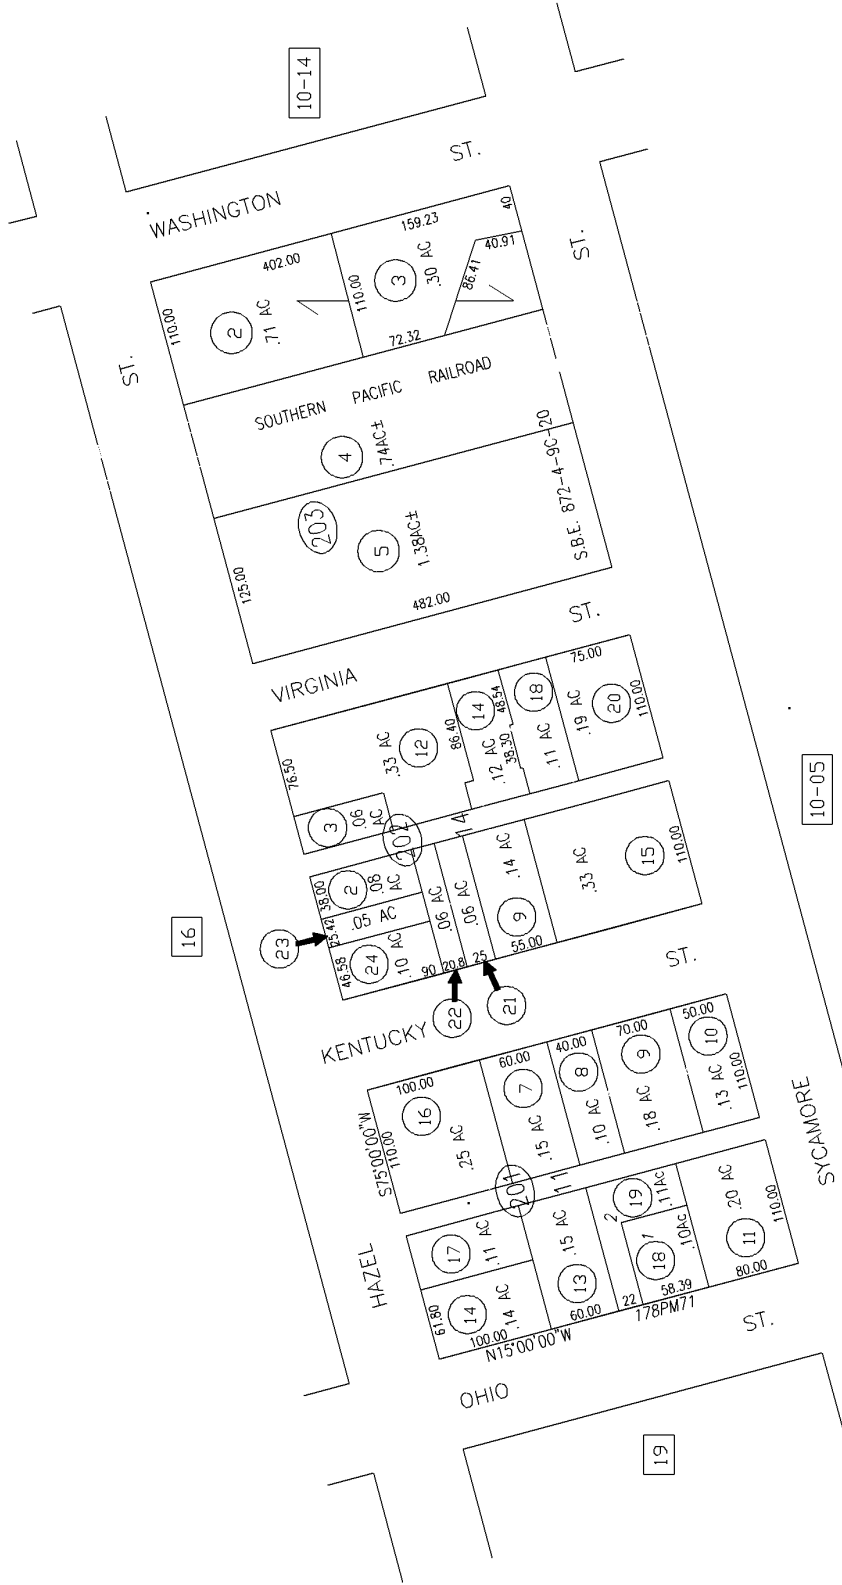 10-14
WASHINGTON
ST.
110.00
402.00
2
.71 AC
159.23
40
110.00
3
.30 AC
40.91
86.41
72.32
ST.
ST.
SOUTHERN PACIFIC RAILROAD
4
.74AC±
203
5
1.38AC±
S.B.E. 872-4-9C-20
125.00
482.00
VIRGINIA
ST.
76.50
.33 AC
12
86.40
14
48.54
.12 AC
38.30
18
.11 AC
75.00
.19 AC
20
110.00
3
.06
AC
202
14
38.00
2
.08
AC
25.42
.05 AC
23
46.58
24
.10 AC
90
.06 AC
20.8
22
.06 AC
25
21
.14 AC
9
55.00
.33 AC
15
110.00
16
10-05
KENTUCKY
ST.
S75°00'00"W
110.00
100.00
16
.25 AC
60.00
7
.15 AC
40.00
8
.10 AC
70.00
9
.18 AC
50.00
10
.13 AC
110.00
201
11
17
.11 AC
61.80
14
.14 AC
100.00
N15°00'00"W
.15 AC
13
60.00
2
19
.11Ac
22
1
18
.10Ac
58.39
178PM71
.20 AC
11
110.00
80.00
HAZEL
SYCAMORE
OHIO
ST.
19